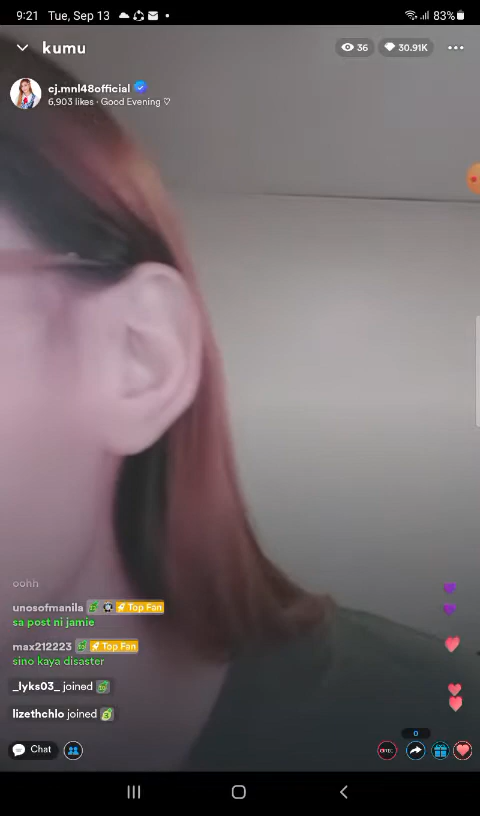 9:21 Tue, Sep 13 83%
kumu 36 30.91K
cj.mnl48official
6,903 likes · Good Evening ♡
oohh
unosofmanila Top Fan
sa post ni jamie
max212223 Top Fan
sino kaya disaster
_lyks03_ joined
lizethchlo joined
0
Chat